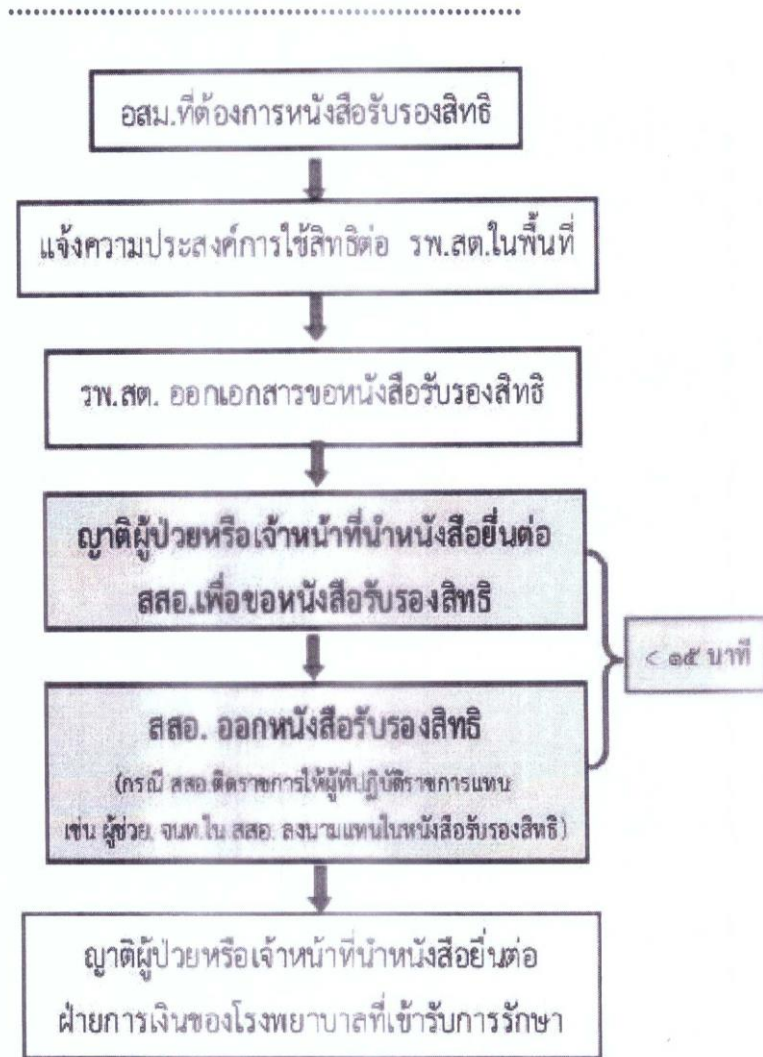 อสม.ที่ต้องการหนังสือรับรองสิทธิ
แจ้งความประสงค์การใช้สิทธิต่อ รพ.สต.ในพื้นที่
รพ.สต. ออกเอกสารขอหนังสือรับรองสิทธิ
ญาติผู้ป่วยหรือเจ้าหน้าที่นำหนังสือยื่นต่อ
สสอ.เพื่อขอหนังสือรับรองสิทธิ
< ๑๕ นาที
สสอ. ออกหนังสือรับรองสิทธิ
(กรณี สสอ.ติดราชการให้ผู้ที่ปฏิบัติราชการแทน
เช่น ผู้ช่วย. จนท.ใน สสอ. ลงนามแทนในหนังสือรับรองสิทธิ)
ญาติผู้ป่วยหรือเจ้าหน้าที่นำหนังสือยื่นต่อ
ฝ่ายการเงินของโรงพยาบาลที่เข้ารับการรักษา